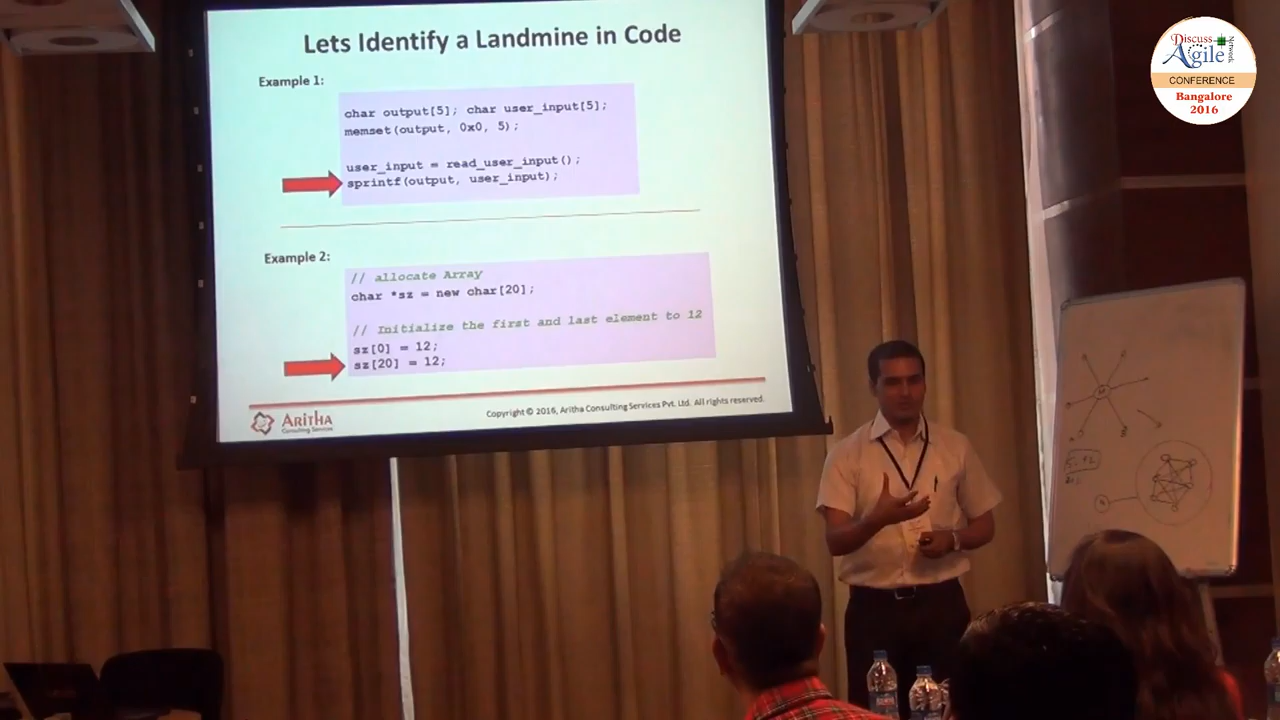 Lets Identify a Landmine in Code
Example 1:
char output[5]; char user_input[5];
memset(output, 0x0, 5);
user_input = read_user_input();
sprintf(output, user_input);
Example 2:
// allocate Array
char *sz = new char[20];
// Initialize the first and last element to 12
sz[0] = 12;
sz[20] = 12;
ARITHA
Consulting Services
Copyright © 2016, Aritha Consulting Services Pvt. Ltd. All rights reserved.
Discuss
Agile
Network
CONFERENCE
Bangalore
2016